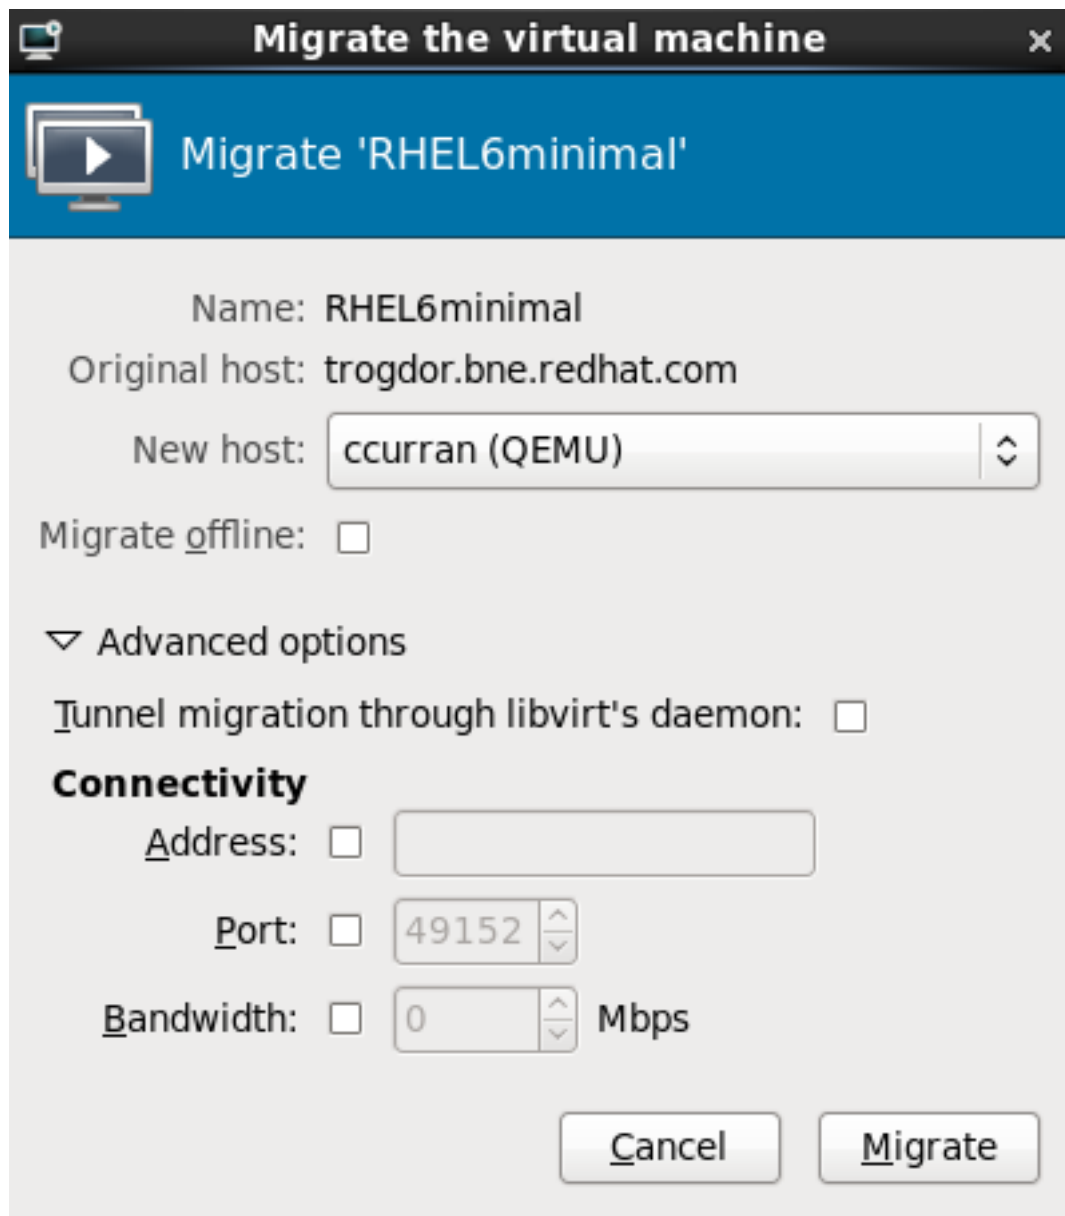 Migrate the virtual machine
Migrate 'RHEL6minimal'
Name: RHEL6minimal
Original host: trogdor.bne.redhat.com
New host: ccurran (QEMU)
Migrate offline:
Advanced options
Tunnel migration through libvirt's daemon:
Connectivity
Address:
Port: 49152
Bandwidth: 0 Mbps
Cancel Migrate